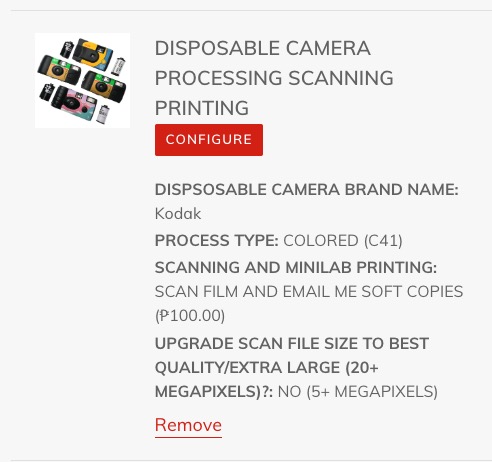 DISPOSABLE CAMERA
PROCESSING SCANNING
PRINTING
CONFIGURE
DISPSOSABLE CAMERA BRAND NAME:
Kodak
PROCESS TYPE: COLORED (C41)
SCANNING AND MINILAB PRINTING:
SCAN FILM AND EMAIL ME SOFT COPIES
(₱100.00)
UPGRADE SCAN FILE SIZE TO BEST
QUALITY/EXTRA LARGE (20+
MEGAPIXELS)?: NO (5+ MEGAPIXELS)
Remove